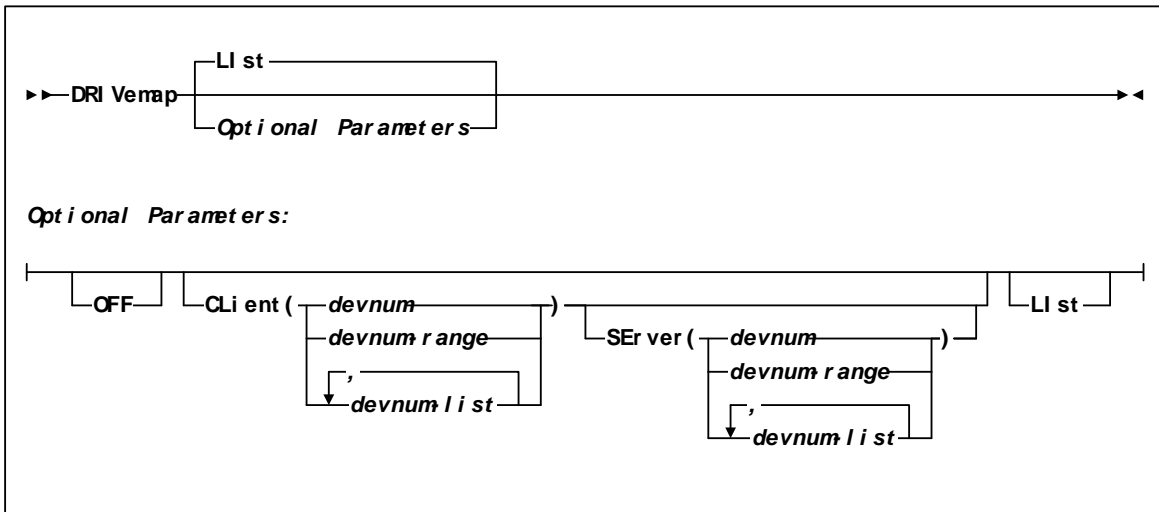 LIst
DRIVemap
Optional Parameters
Optional Parameters:
OFF CLient( devnum ) LIst
devnum-range SErver( devnum )
, devnum-range
devnum-list ,
devnum-list